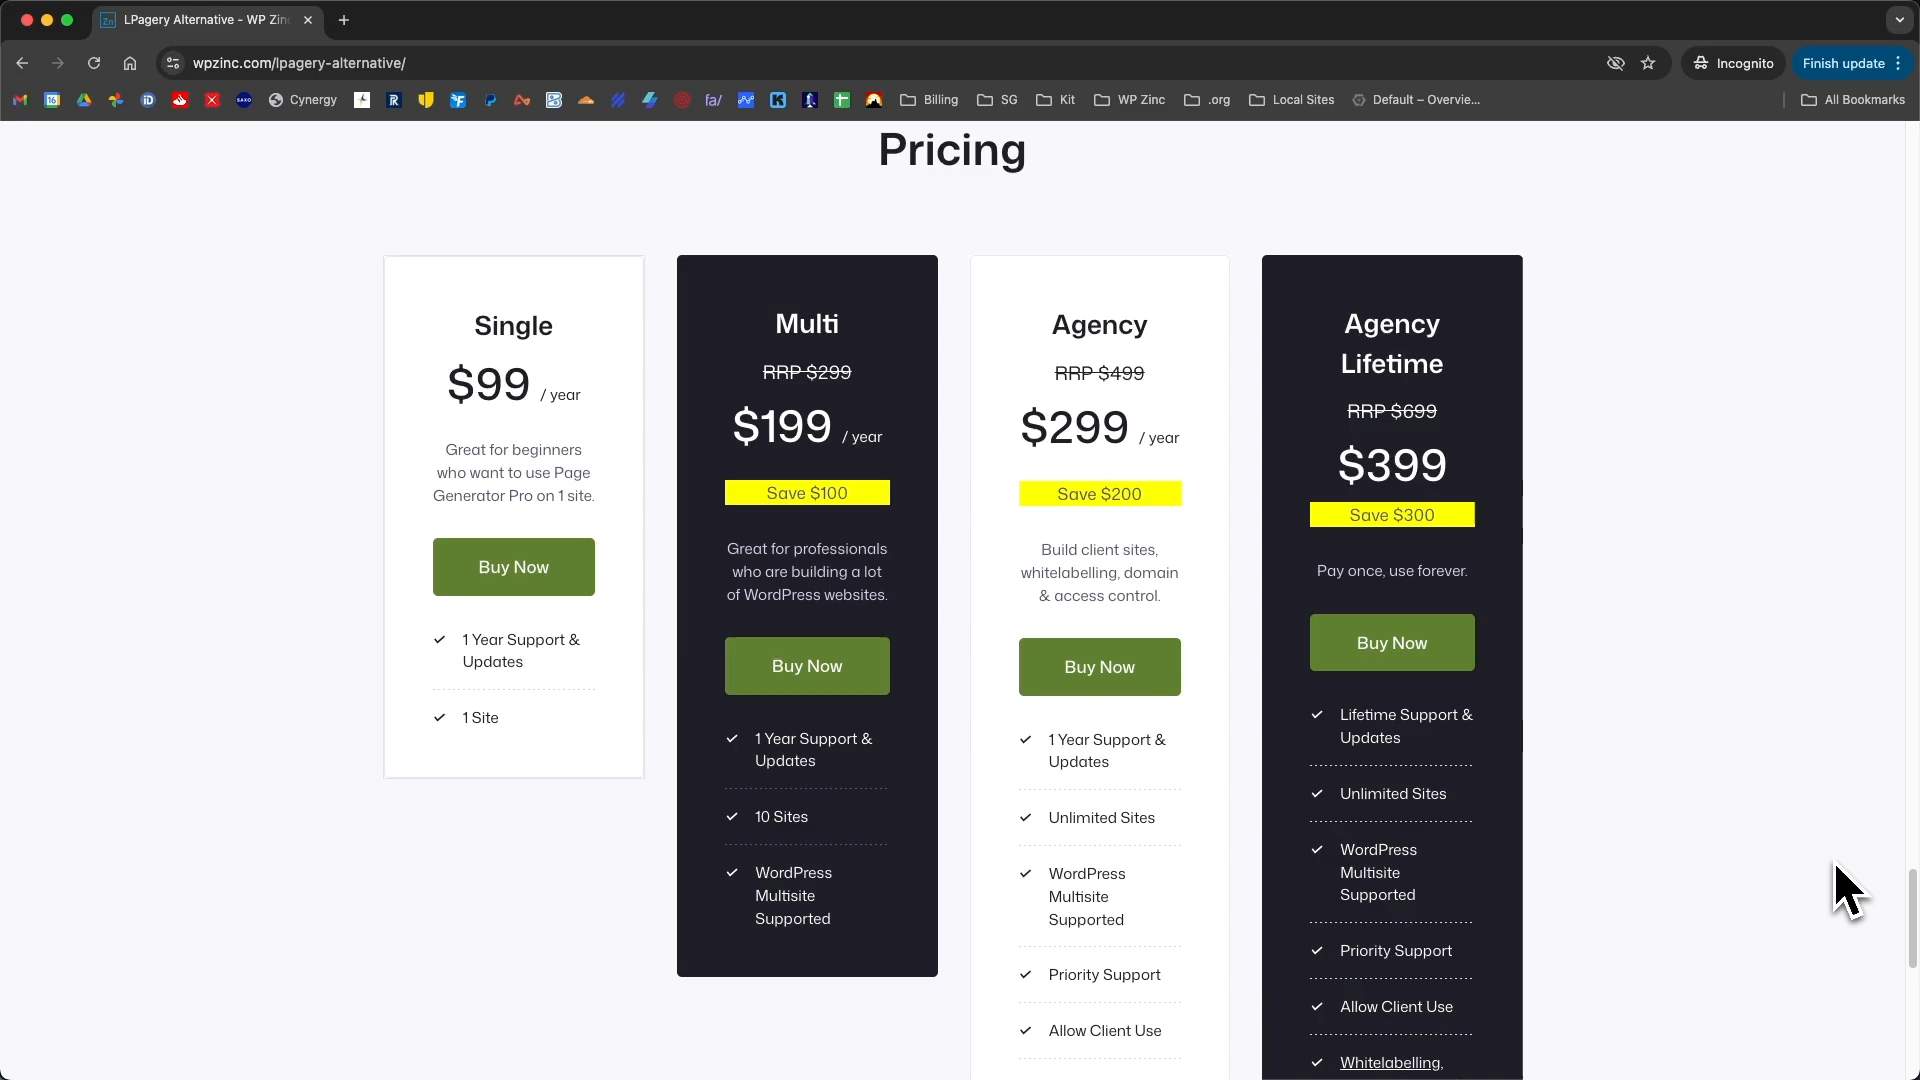 LPagery Alternative - WP Zinc
wpzinc.com/lpagery-alternative/
Incognito
Finish update
Cynergy
fa/
Billing
SG
Kit
WP Zinc
.org
Local Sites
Default – Overvie...
All Bookmarks
Pricing
Single
$99 / year
Great for beginners
who want to use Page
Generator Pro on 1 site.
Buy Now
1 Year Support &
Updates
1 Site
Multi
RRP $299
$199 / year
Save $100
Great for professionals
who are building a lot
of WordPress websites.
Buy Now
1 Year Support &
Updates
10 Sites
WordPress
Multisite
Supported
Agency
RRP $499
$299 / year
Save $200
Build client sites,
whitelabelling, domain
& access control.
Buy Now
1 Year Support &
Updates
Unlimited Sites
WordPress
Multisite
Supported
Priority Support
Allow Client Use
Agency
Lifetime
RRP $699
$399
Save $300
Pay once, use forever.
Buy Now
Lifetime Support &
Updates
Unlimited Sites
WordPress
Multisite
Supported
Priority Support
Allow Client Use
Whitelabelling,